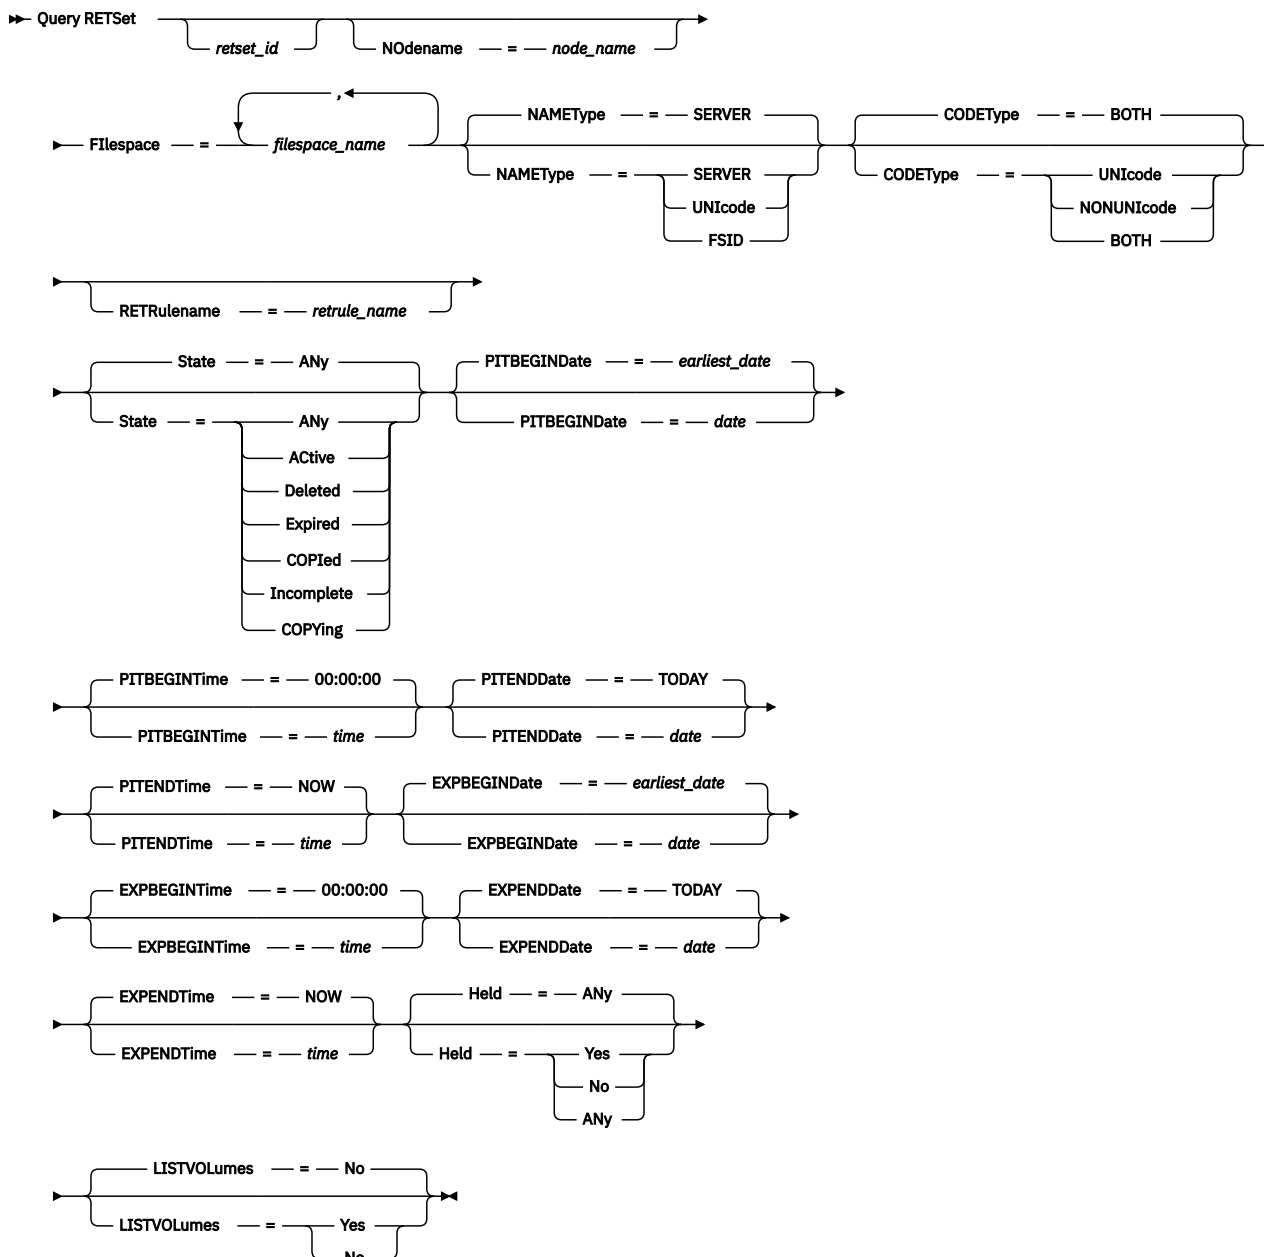 Query RETSet
retset_id
NOdename = node_name
,
FIlespace = filespace_name
NAMEType = SERVER
NAMEType = SERVER
UNIcode
FSID
CODEType = BOTH
CODEType = UNIcode
NONUNIcode
BOTH
RETRulename = retrule_name
State = ANy
State = ANy
ACtive
Deleted
Expired
COPIed
Incomplete
COPYing
PITBEGINDate = earliest_date
PITBEGINDate = date
PITBEGINTime = 00:00:00
PITBEGINTime = time
PITENDDate = TODAY
PITENDDate = date
PITENDTime = NOW
PITENDTime = time
EXPBEGINDate = earliest_date
EXPBEGINDate = date
EXPBEGINTime = 00:00:00
EXPBEGINTime = time
EXPENDDate = TODAY
EXPENDDate = date
EXPENDTime = NOW
EXPENDTime = time
Held = ANy
Held = Yes
No
ANy
LISTVOLumes = No
LISTVOLumes = Yes